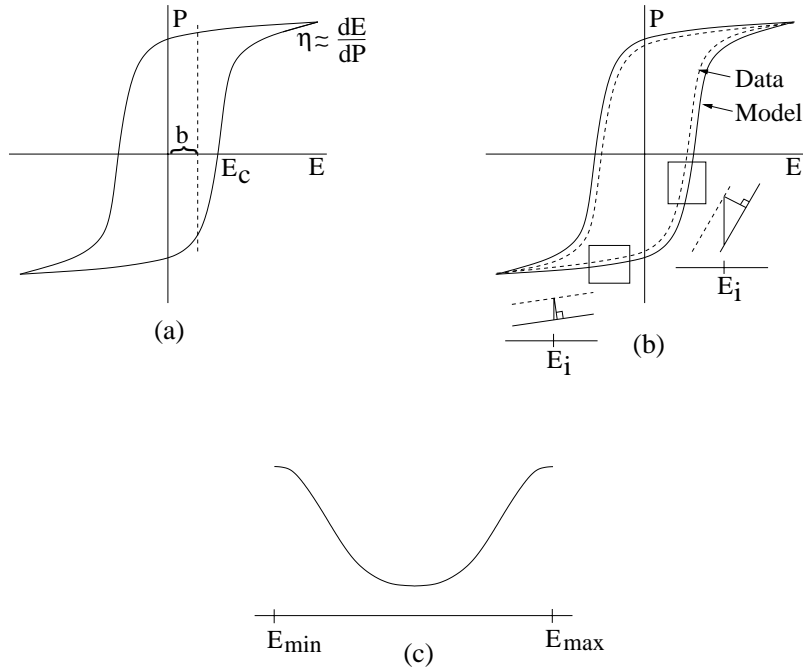 P
η ≈ dE/dP
b
E_c
E
(a)
P
Data
Model
E
E_i
E_i
(b)
E_min
E_max
(c)